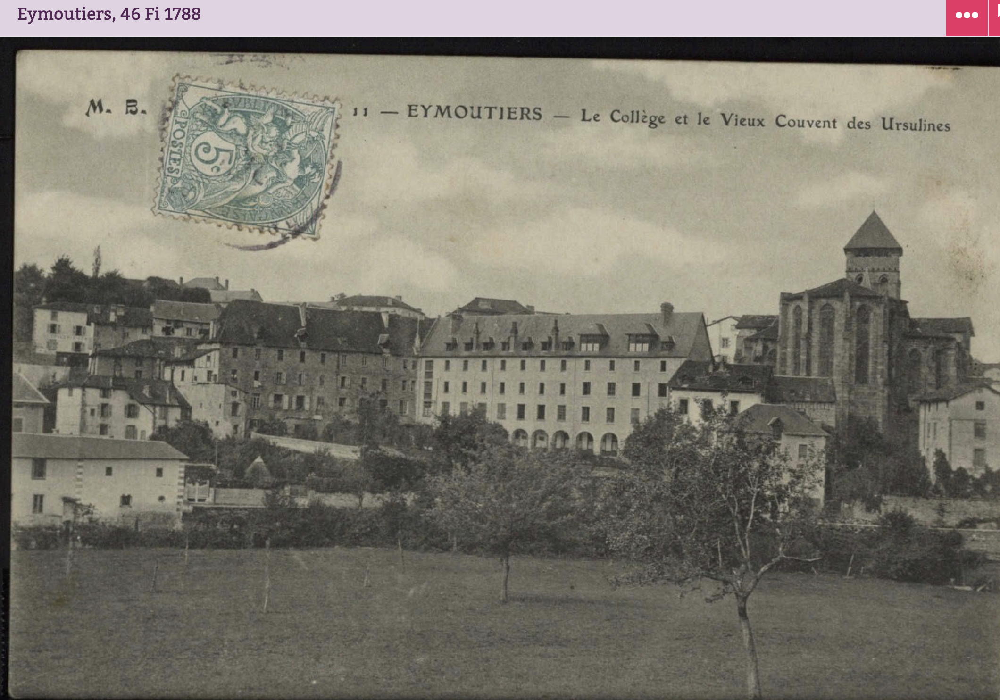 Eymoutiers, 46 Fi 1788
M. B. 11 — EYMOUTIERS — Le Collège et le Vieux Couvent des Ursulines
POSTES
5c